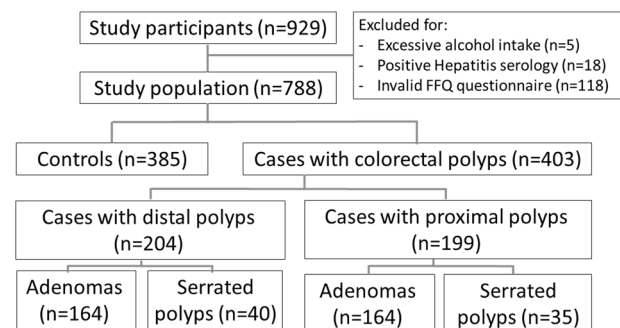 Study participants (n=929)
Excluded for:
- Excessive alcohol intake (n=5)
- Positive Hepatitis serology (n=18)
- Invalid FFQ questionnaire (n=118)
Study population (n=788)
Controls (n=385)
Cases with colorectal polyps (n=403)
Cases with distal polyps
(n=204)
Cases with proximal polyps
(n=199)
Adenomas
(n=164)
Serrated
polyps (n=40)
Adenomas
(n=164)
Serrated
polyps (n=35)